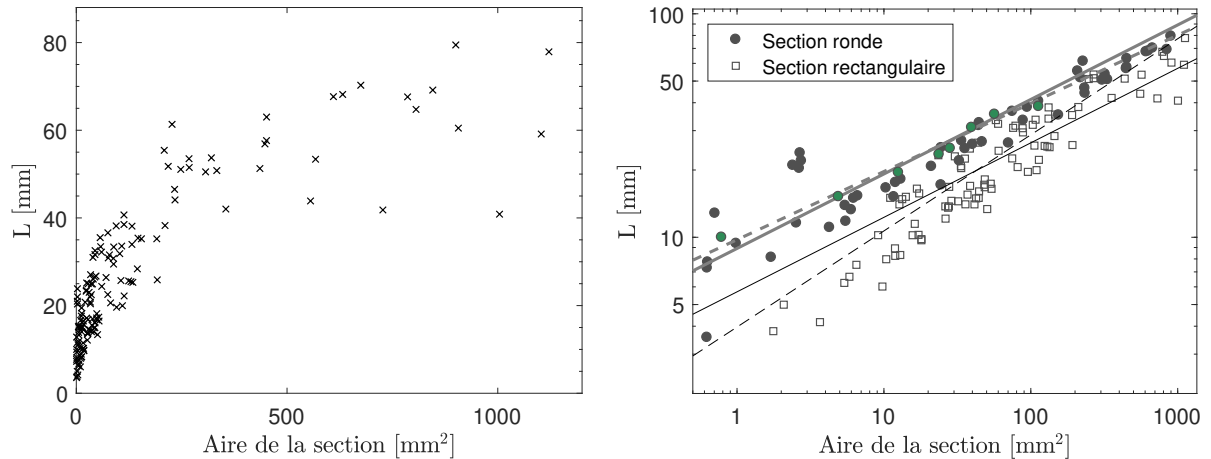 80
60
40
20
0
L [mm]
0
500
1000
Aire de la section [mm²]
100
50
10
5
L [mm]
Section ronde
Section rectangulaire
1
10
100
1000
Aire de la section [mm²]